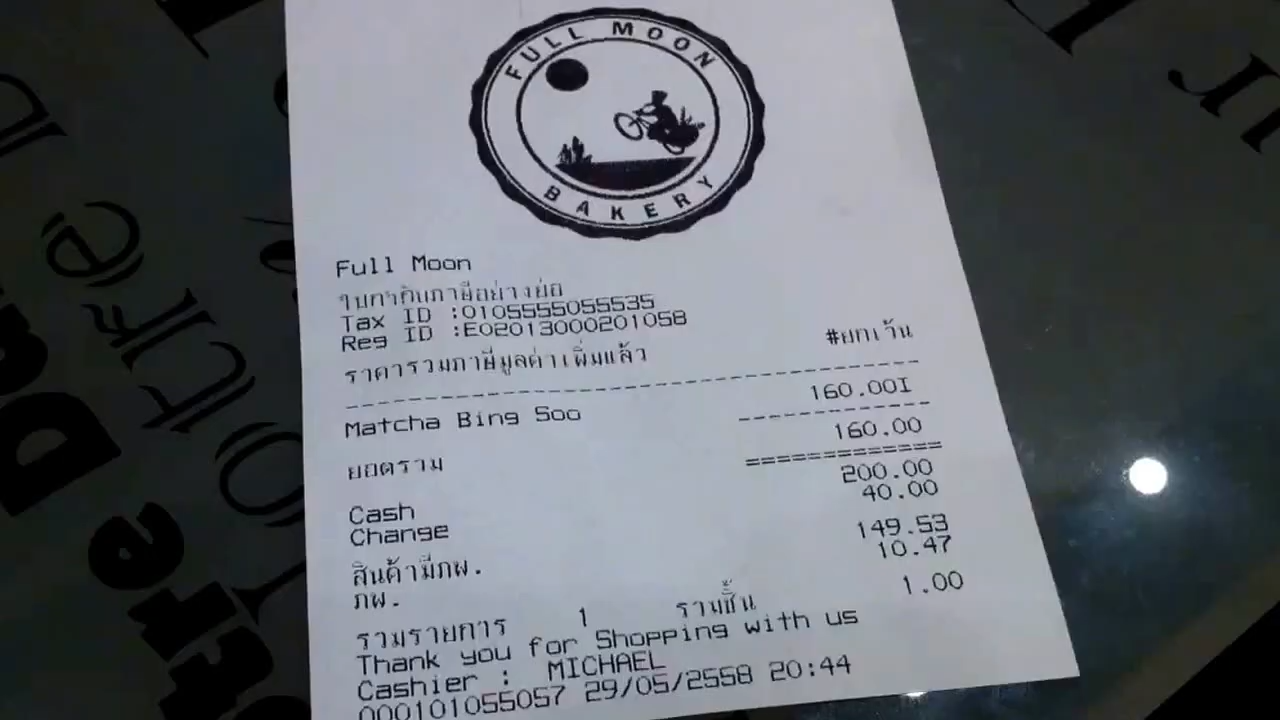 FULL MOON
BAKERY
Full Moon
ใบกำกับภาษีอย่างย่อ
Tax ID :0105555055535
Reg ID :E02013000201058
ราคารวมภาษีมูลค่าเพิ่มแล้ว #ยกเว้น
Matcha Bing Soo 160.00I
ยอดรวม 160.00
Cash 200.00
Change 40.00
สินค้ามีภพ. 149.53
ภพ. 10.47
รวมรายการ 1 รวมชิ้น 1.00
Thank you for Shopping with us
Cashier : MICHAEL
000101055057 29/05/2558 20:44